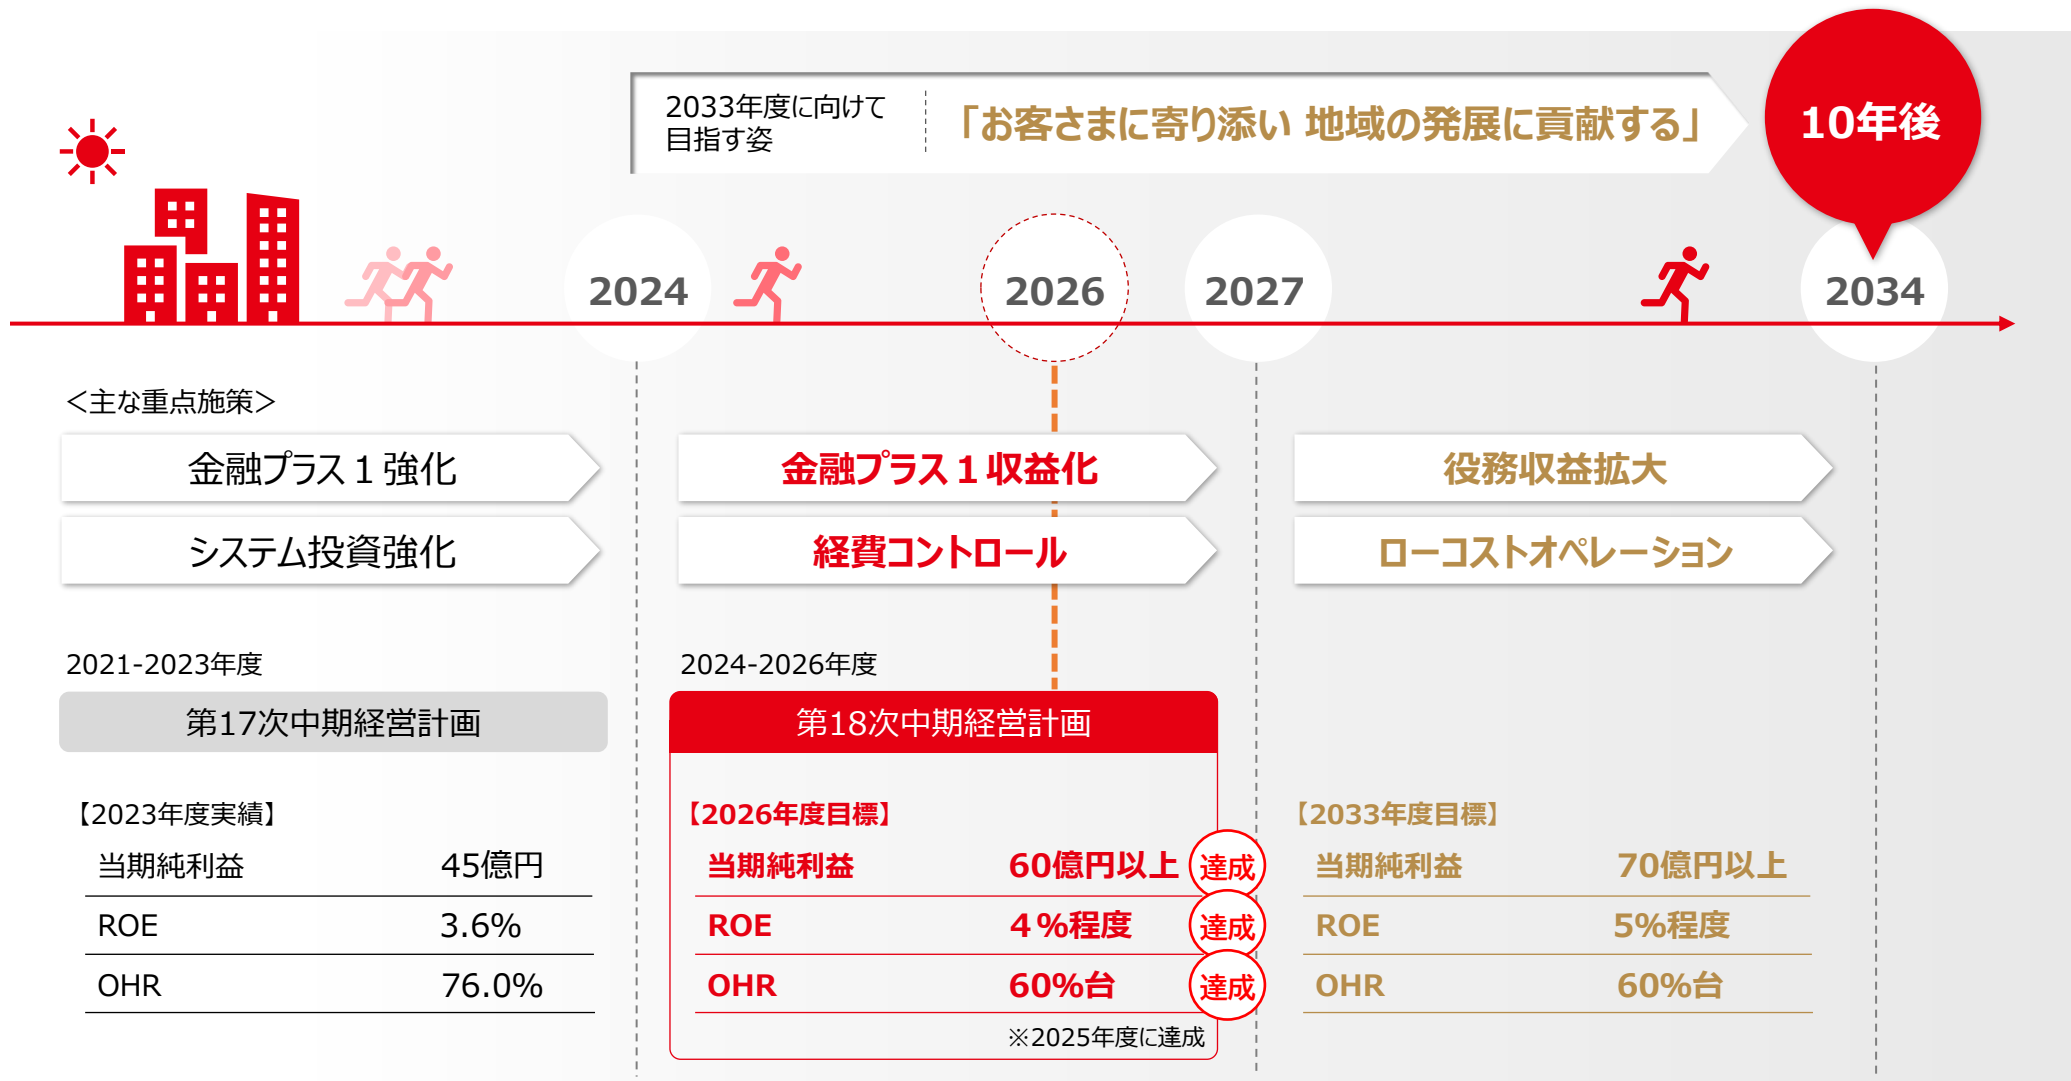 2033年度に向けて
目指す姿
「お客さまに寄り添い 地域の発展に貢献する」
10年後
2024
2026
2027
2034
＜主な重点施策＞
金融プラス１強化
金融プラス１収益化
役務収益拡大
システム投資強化
経費コントロール
ローコストオペレーション
2021-2023年度
2024-2026年度
第17次中期経営計画
第18次中期経営計画
【2023年度実績】
【2026年度目標】
【2033年度目標】
当期純利益 45億円
当期純利益 60億円以上 達成
当期純利益 70億円以上
ROE 3.6%
ROE ４%程度 達成
ROE 5%程度
OHR 76.0%
OHR 60%台 達成
OHR 60%台
※2025年度に達成